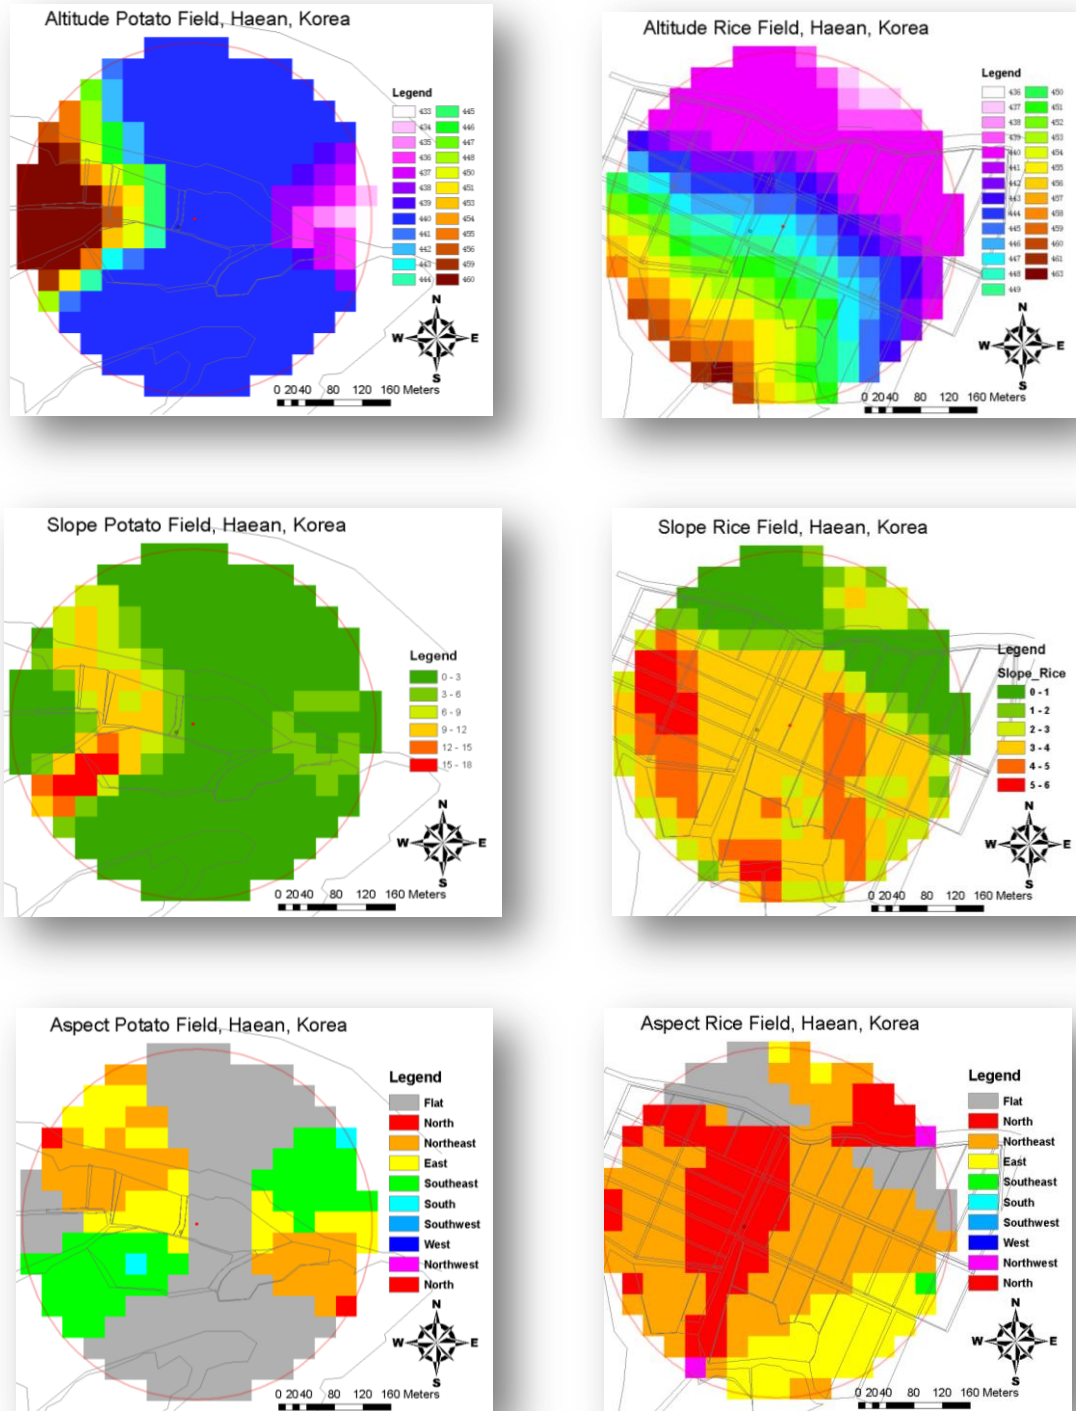 Altitude Potato Field, Haean, Korea
Legend
433 445
434 446
435 447
436 448
437 450
438 451
439 453
440 454
441 455
442 456
443 459
444 460
N
W E
S
0 20 40 80 120 160 Meters
Altitude Rice Field, Haean, Korea
Legend
436 450
437 451
438 452
439 453
440 454
441 455
442 456
443 457
444 458
445 459
446 460
447 461
448 463
449
N
W E
S
0 20 40 80 120 160 Meters
Slope Potato Field, Haean, Korea
Legend
0 - 3
3 - 6
6 - 9
9 - 12
12 - 15
15 - 18
N
W E
S
0 20 40 80 120 160 Meters
Slope Rice Field, Haean, Korea
Legend
Slope_Rice
0 - 1
1 - 2
2 - 3
3 - 4
4 - 5
5 - 6
N
W E
S
0 20 40 80 120 160 Meters
Aspect Potato Field, Haean, Korea
Legend
Flat
North
Northeast
East
Southeast
South
Southwest
West
Northwest
North
N
W E
S
0 20 40 80 120 160 Meters
Aspect Rice Field, Haean, Korea
Legend
Flat
North
Northeast
East
Southeast
South
Southwest
West
Northwest
North
N
W E
S
0 20 40 80 120 160 Meters